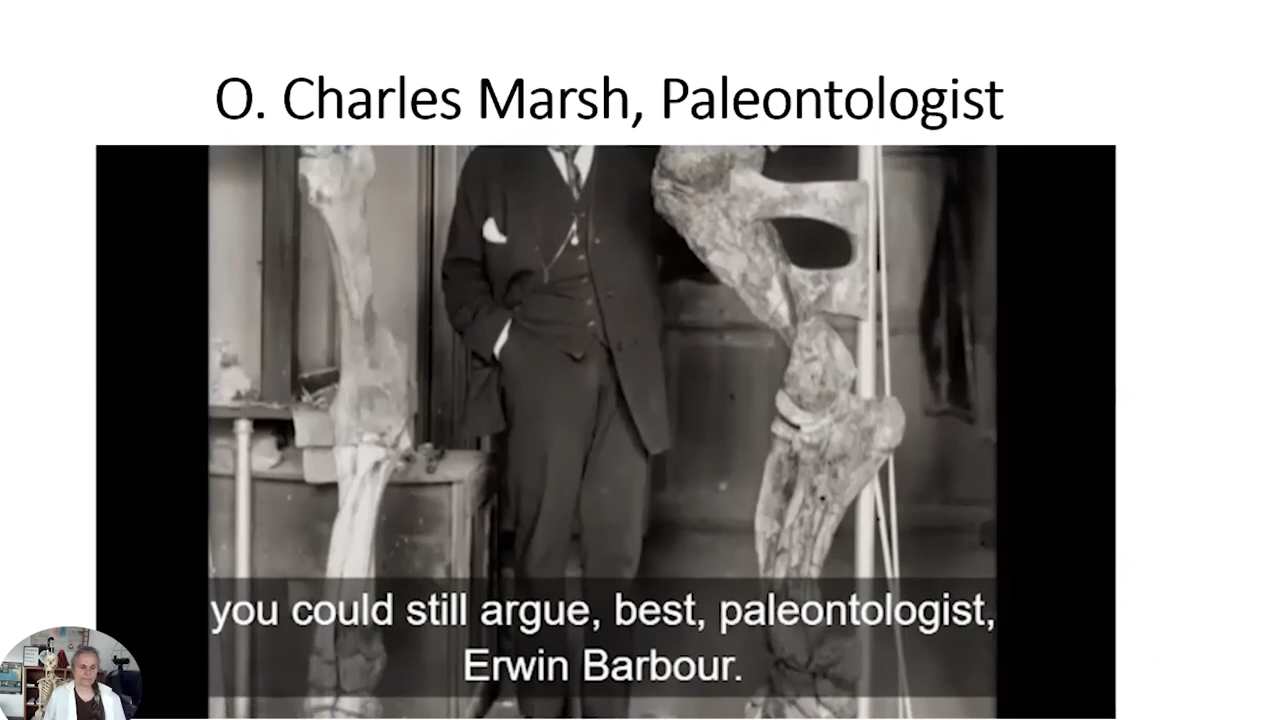 O. Charles Marsh, Paleontologist
you could still argue, best, paleontologist,
Erwin Barbour.